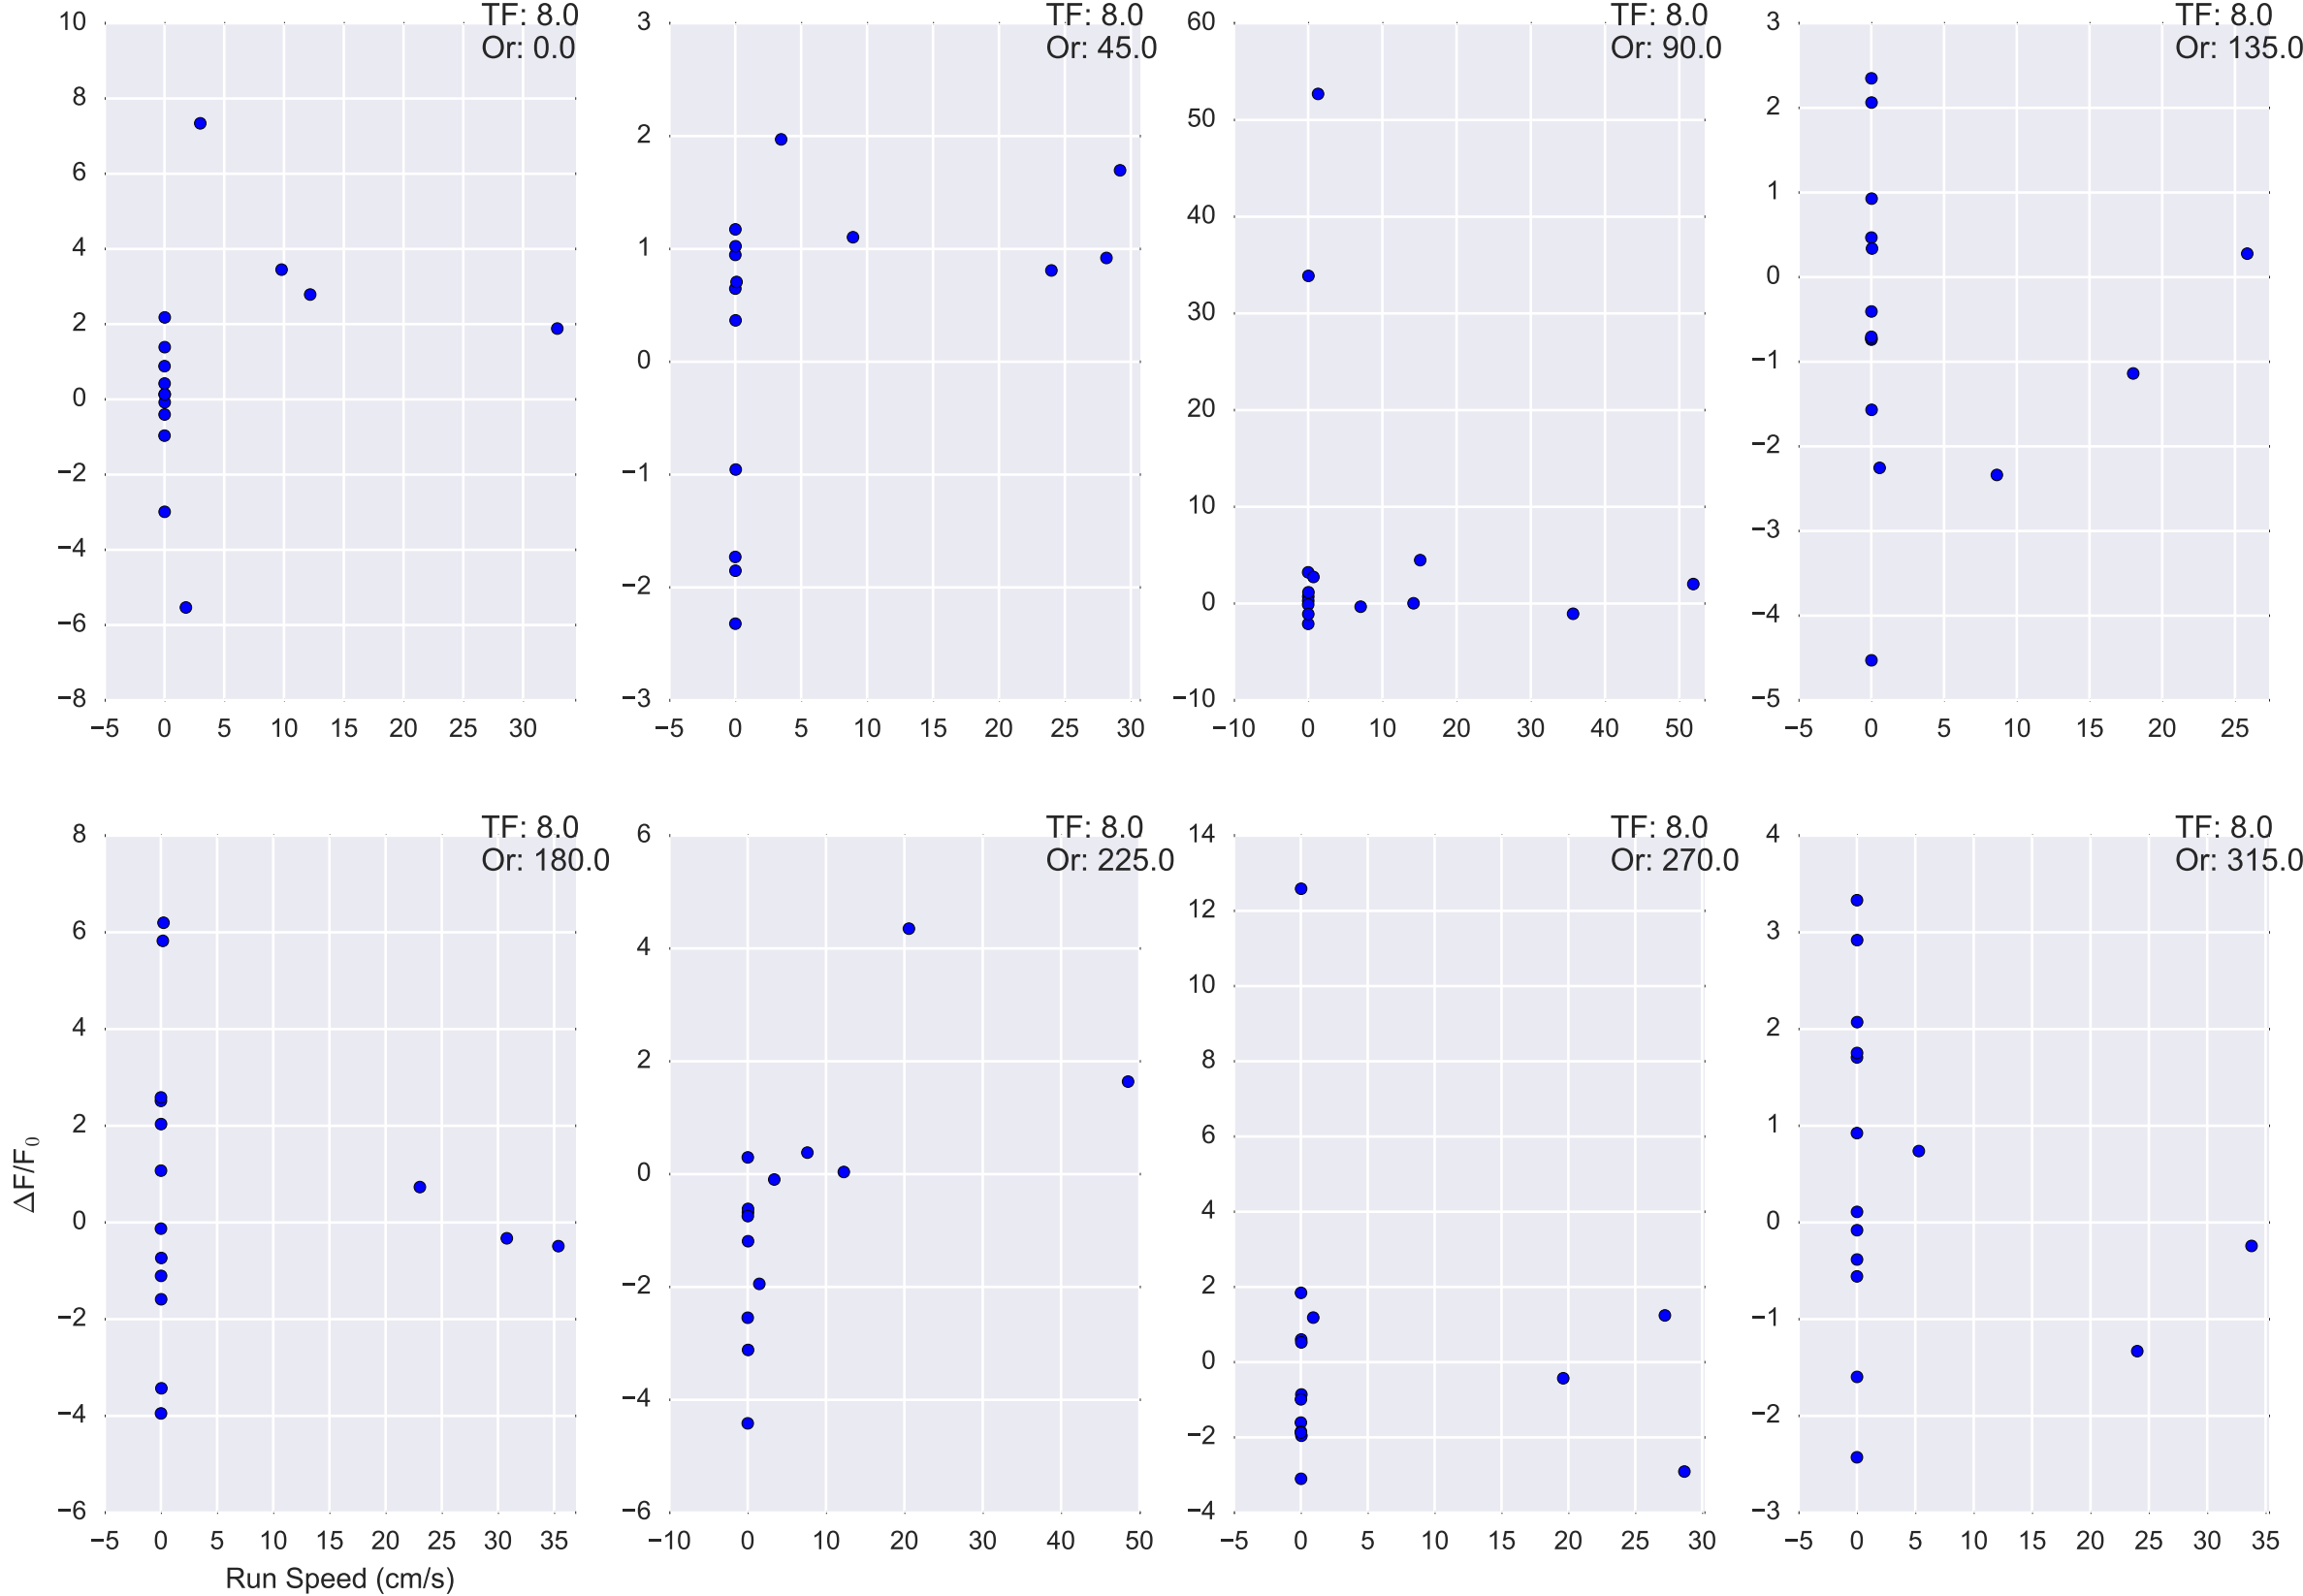 TF: 8.0
Or: 0.0
10
8
6
4
2
0
−2
−4
−6
−8
−5 0 5 10 15 20 25 30
TF: 8.0
Or: 45.0
3
2
1
0
−1
−2
−3
−5 0 5 10 15 20 25 30
TF: 8.0
Or: 90.0
60
50
40
30
20
10
0
−10
−10 0 10 20 30 40 50
TF: 8.0
Or: 135.0
3
2
1
0
−1
−2
−3
−4
−5
−5 0 5 10 15 20 25
TF: 8.0
Or: 180.0
8
6
4
2
0
−2
−4
−6
−5 0 5 10 15 20 25 30 35
ΔF/F₀
Run Speed (cm/s)
TF: 8.0
Or: 225.0
6
4
2
0
−2
−4
−6
−10 0 10 20 30 40 50
TF: 8.0
Or: 270.0
14
12
10
8
6
4
2
0
−2
−4
−5 0 5 10 15 20 25 30
TF: 8.0
Or: 315.0
4
3
2
1
0
−1
−2
−3
−5 0 5 10 15 20 25 30 35